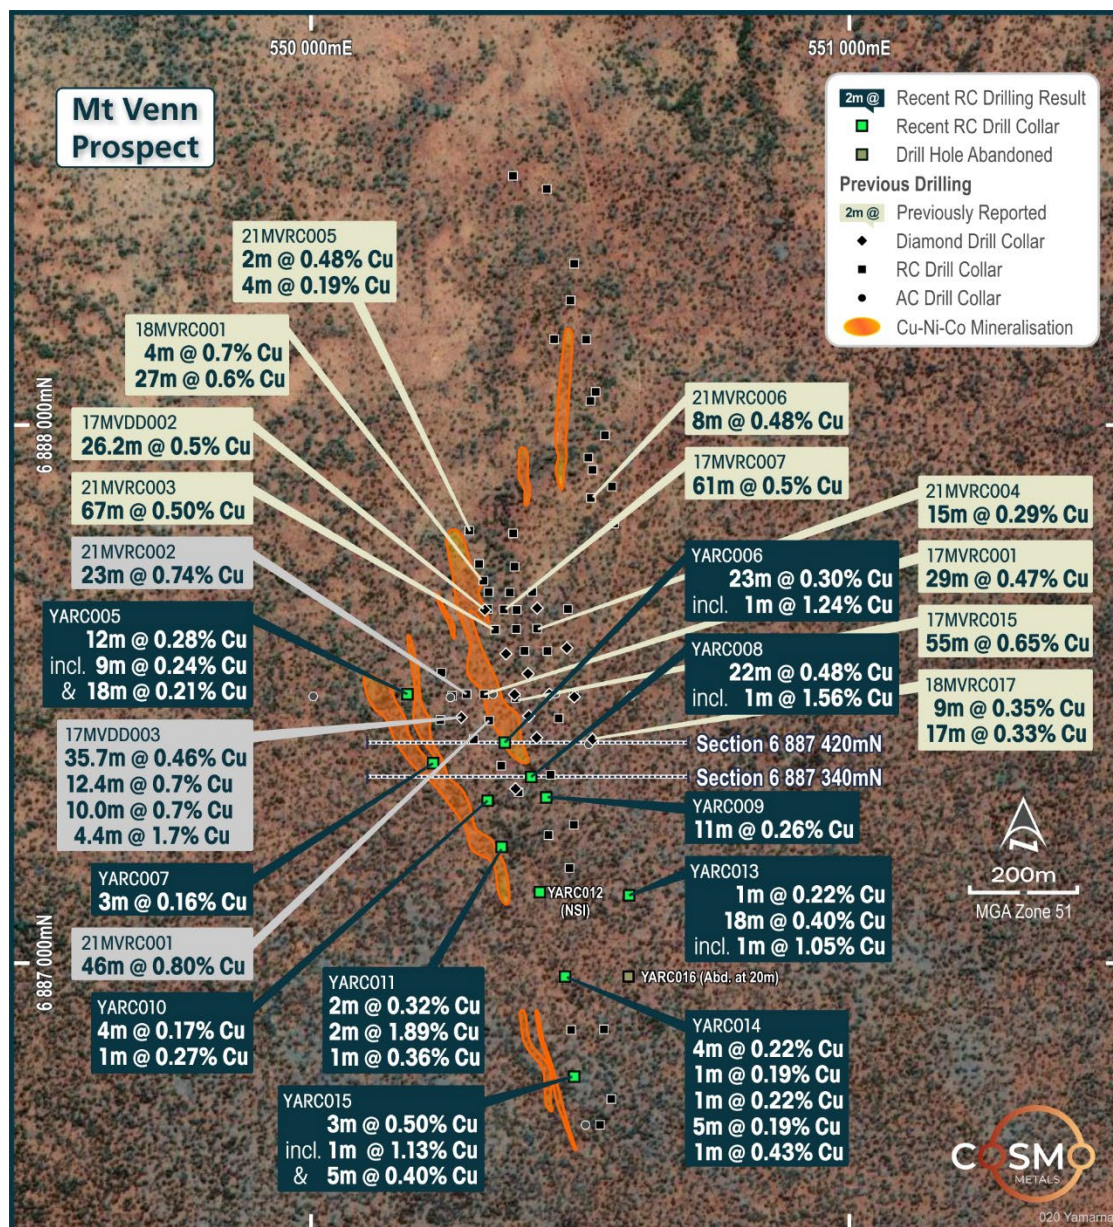 550 000mE
551 000mE
Mt Venn
Prospect
2m @ Recent RC Drilling Result
Recent RC Drill Collar
Drill Hole Abandoned
Previous Drilling
2m @ Previously Reported
Diamond Drill Collar
RC Drill Collar
AC Drill Collar
Cu-Ni-Co Mineralisation
21MVRC005
2m @ 0.48% Cu
4m @ 0.19% Cu
18MVRC001
4m @ 0.7% Cu
27m @ 0.6% Cu
6 888 000mN
17MVDD002
26.2m @ 0.5% Cu
21MVRC003
67m @ 0.50% Cu
21MVRC002
23m @ 0.74% Cu
YARC005
12m @ 0.28% Cu
incl. 9m @ 0.24% Cu
& 18m @ 0.21% Cu
17MVDD003
35.7m @ 0.46% Cu
12.4m @ 0.7% Cu
10.0m @ 0.7% Cu
4.4m @ 1.7% Cu
YARC007
3m @ 0.16% Cu
21MVRC001
46m @ 0.80% Cu
6 887 000mN
YARC010
4m @ 0.17% Cu
1m @ 0.27% Cu
21MVRC006
8m @ 0.48% Cu
17MVRC007
61m @ 0.5% Cu
21MVRC004
15m @ 0.29% Cu
YARC006
23m @ 0.30% Cu
incl. 1m @ 1.24% Cu
17MVRC001
29m @ 0.47% Cu
17MVRC015
55m @ 0.65% Cu
YARC008
22m @ 0.48% Cu
incl. 1m @ 1.56% Cu
18MVRC017
9m @ 0.35% Cu
17m @ 0.33% Cu
Section 6 887 420mN
Section 6 887 340mN
YARC009
11m @ 0.26% Cu
200m
MGA Zone 51
YARC012
(NSI)
YARC013
1m @ 0.22% Cu
18m @ 0.40% Cu
incl. 1m @ 1.05% Cu
YARC016 (Abd. at 20m)
YARC011
2m @ 0.32% Cu
2m @ 1.89% Cu
1m @ 0.36% Cu
YARC014
4m @ 0.22% Cu
1m @ 0.19% Cu
1m @ 0.22% Cu
5m @ 0.19% Cu
1m @ 0.43% Cu
YARC015
3m @ 0.50% Cu
incl. 1m @ 1.13% Cu
& 5m @ 0.40% Cu
COSMO
METALS
020 Yamarna